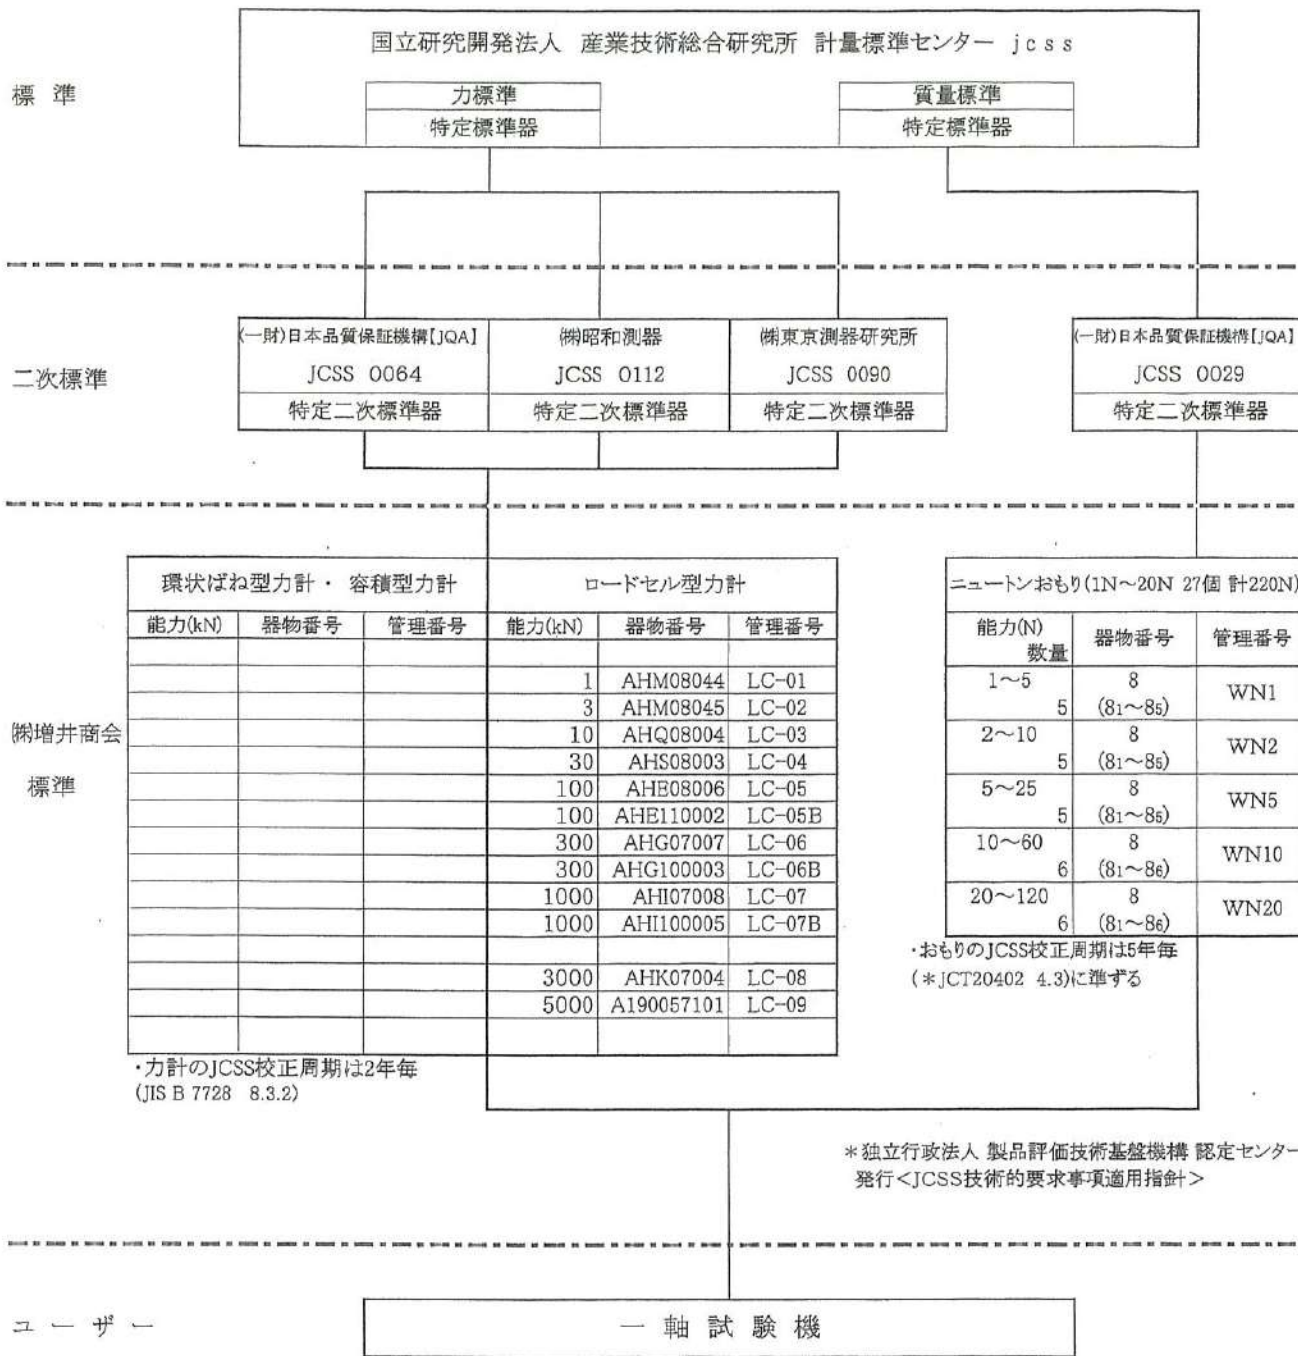 国立研究開発法人 産業技術総合研究所 計量標準センター jcss
標準
力標準
特定標準器
質量標準
特定標準器
二次標準
(一財)日本品質保証機構【JQA】
JCSS 0064
特定二次標準器
㈱昭和測器
JCSS 0112
特定二次標準器
㈱東京測器研究所
JCSS 0090
特定二次標準器
(一財)日本品質保証機構【JQA】
JCSS 0029
特定二次標準器
㈱増井商会
標準
環状ばね型力計・容積型力計 ロードセル型力計
能力(kN) 器物番号 管理番号 能力(kN) 器物番号 管理番号
1 AHM08044 LC-01
3 AHM08045 LC-02
10 AHQ08004 LC-03
30 AHS08003 LC-04
100 AHE08006 LC-05
100 AHE110002 LC-05B
300 AHG07007 LC-06
300 AHG100003 LC-06B
1000 AHI07008 LC-07
1000 AHI100005 LC-07B
3000 AHK07004 LC-08
5000 A190057101 LC-09
・力計のJCSS校正周期は2年毎
(JIS B 7728 8.3.2)
ニュートンおもり(1N～20N 27個 計220N)
能力(N) 数量 器物番号 管理番号
1～5 5 8 (81～85) WN1
2～10 5 8 (81～85) WN2
5～25 5 8 (81～85) WN5
10～60 6 8 (81～86) WN10
20～120 6 8 (81～86) WN20
・おもりのJCSS校正周期は5年毎
(＊JCT20402 4.3)に準ずる
＊独立行政法人 製品評価技術基盤機構 認定センター
発行<JCSS技術的要求事項適用指針>
ユーザー
一軸試験機